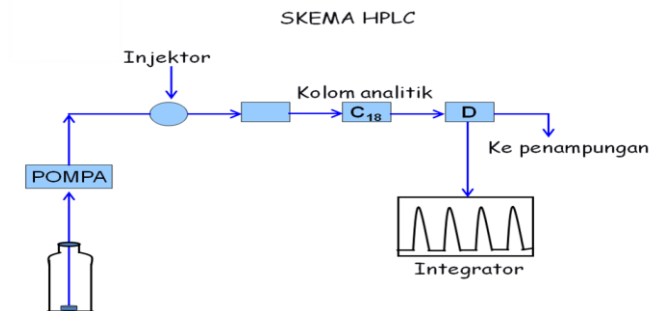 SKEMA HPLC
Injektor
Kolom analitik
C₁₈
D
Ke penampungan
POMPA
Integrator